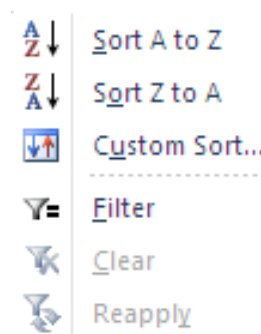 Sort A to Z
Sort Z to A
Custom Sort...
Filter
Clear
Reapply